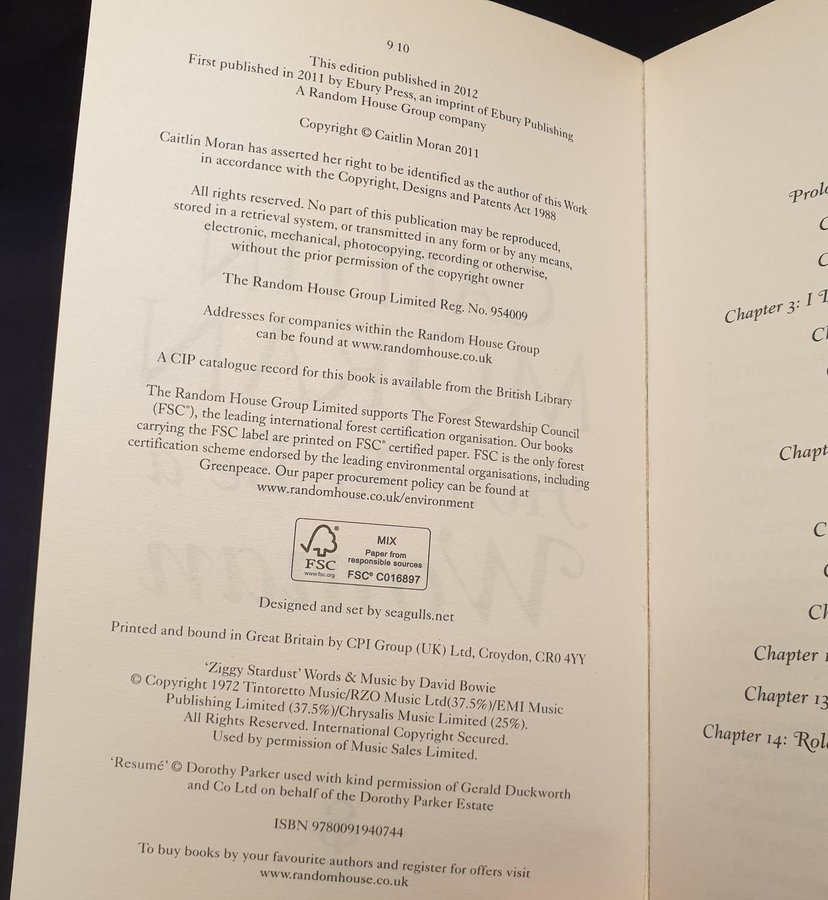 9 10
This edition published in 2012
First published in 2011 by Ebury Press, an imprint of Ebury Publishing
A Random House Group company
Copyright © Caitlin Moran 2011
Caitlin Moran has asserted her right to be identified as the author of this Work
in accordance with the Copyright, Designs and Patents Act 1988
All rights reserved. No part of this publication may be reproduced,
stored in a retrieval system, or transmitted in any form or by any means,
electronic, mechanical, photocopying, recording or otherwise,
without the prior permission of the copyright owner
The Random House Group Limited Reg. No. 954009
Addresses for companies within the Random House Group
can be found at www.randomhouse.co.uk
A CIP catalogue record for this book is available from the British Library
The Random House Group Limited supports The Forest Stewardship Council
(FSC®), the leading international forest certification organisation. Our books
carrying the FSC label are printed on FSC® certified paper. FSC is the only forest
certification scheme endorsed by the leading environmental organisations, including
Greenpeace. Our paper procurement policy can be found at
www.randomhouse.co.uk/environment
FSC
www.fsc.org
MIX
Paper from
responsible sources
FSC® C016897
Designed and set by seagulls.net
Printed and bound in Great Britain by CPI Group (UK) Ltd, Croydon, CR0 4YY
‘Ziggy Stardust’ Words & Music by David Bowie
© Copyright 1972 Tintoretto Music/RZO Music Ltd(37.5%)/EMI Music
Publishing Limited (37.5%)/Chrysalis Music Limited (25%).
All Rights Reserved. International Copyright Secured.
Used by permission of Music Sales Limited.
‘Resumé’ © Dorothy Parker used with kind permission of Gerald Duckworth
and Co Ltd on behalf of the Dorothy Parker Estate
ISBN 9780091940744
To buy books by your favourite authors and register for offers visit
www.randomhouse.co.uk
Chapter 3: I
Chapter
Chapter 13
Chapter 14: